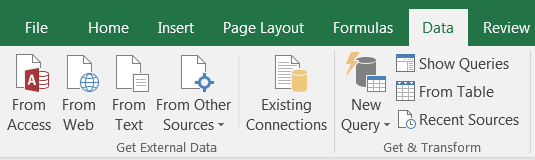 File Home Insert Page Layout Formulas Data Review
From Access
From Web
From Text
From Other Sources
Existing Connections
New Query
Show Queries
From Table
Recent Sources
Get External Data
Get & Transform